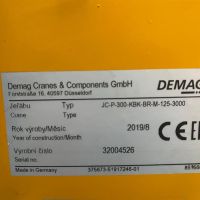 Demag Cranes & Components GmbH
Forststraße 16, 40597 Düsseldorf
DEMAG
Jeřábu Typ JC-P-300-KBK-BR-M-125-3000
Crane Type
Rok výroby/Měsíc 2019/8
Year of construction/Month
CE
Výrobní číslo 32004526
Serial no.
Made in Germany